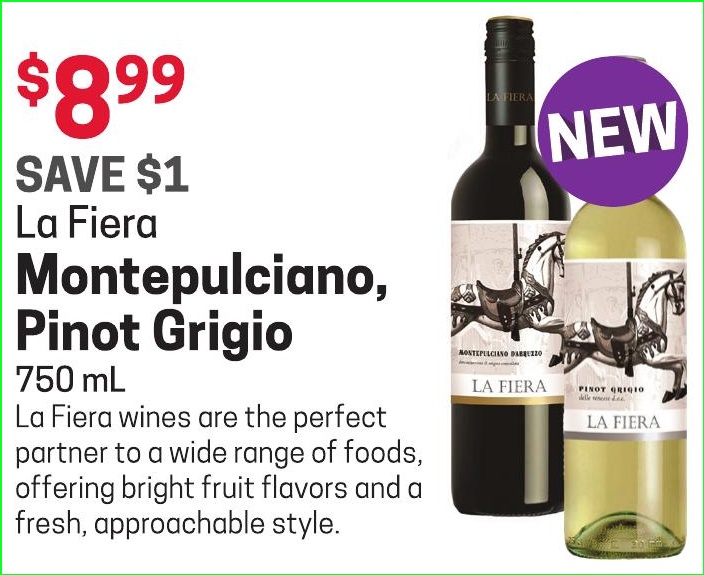 $8.99
SAVE $1
La Fiera
Montepulciano,
Pinot Grigio
750 mL
La Fiera wines are the perfect
partner to a wide range of foods,
offering bright fruit flavors and a
fresh, approachable style.
NEW
LA FIERA
MONTEPULCIANO D'ABRUZZO
LA FIERA
PINOT GRIGIO
delle venezie d.o.c.
LA FIERA